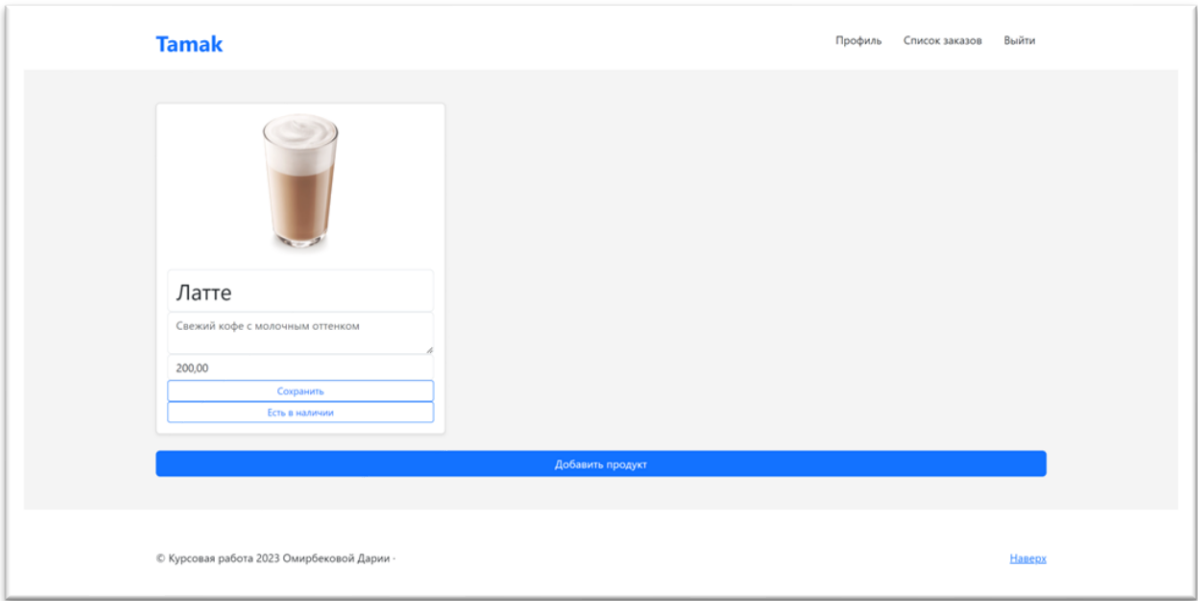 Tamak
Профиль Список заказов Выйти
Латте
Свежий кофе с молочным оттенком
200,00
Сохранить
Есть в наличии
Добавить продукт
© Курсовая работа 2023 Омирбековой Дарии ·
Наверх